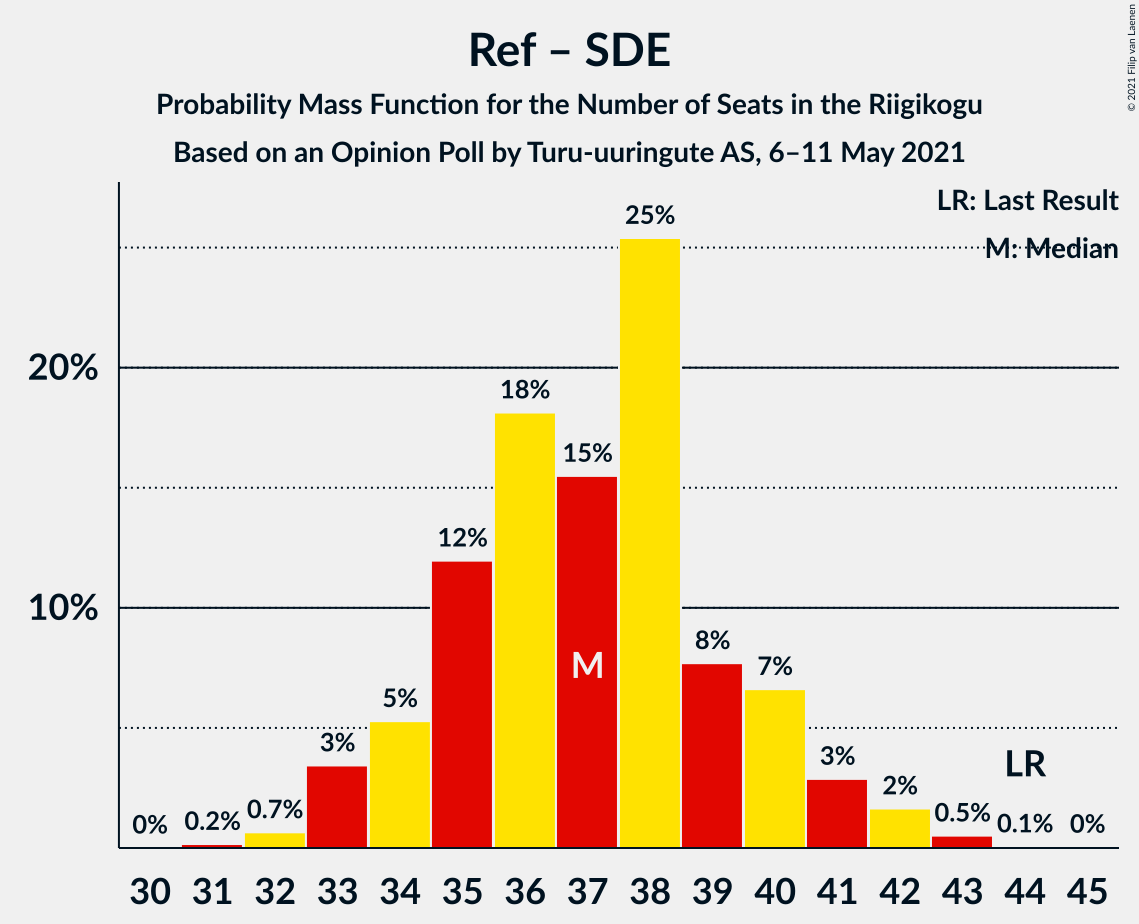 Ref – SDE
Probability Mass Function for the Number of Seats in the Riigikogu
Based on an Opinion Poll by Turu-uuringute AS, 6–11 May 2021
© 2021 Filip van Laenen
LR: Last Result
M: Median
20%
10%
0%
0.2%
0.7%
3%
5%
12%
18%
15%
25%
8%
7%
3%
2%
0.5%
0.1%
0%
M
LR
30 31 32 33 34 35 36 37 38 39 40 41 42 43 44 45